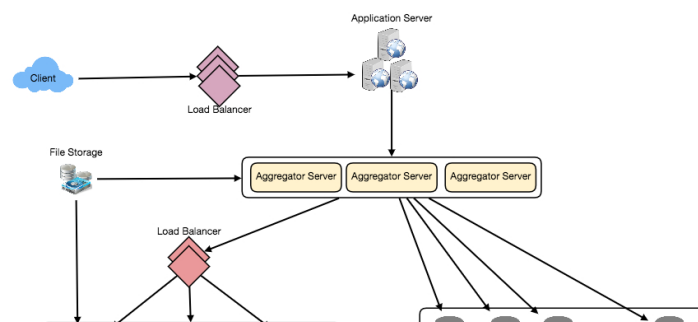 Application Server
Client
Load Balancer
File Storage
Aggregator Server
Aggregator Server
Aggregator Server
Load Balancer